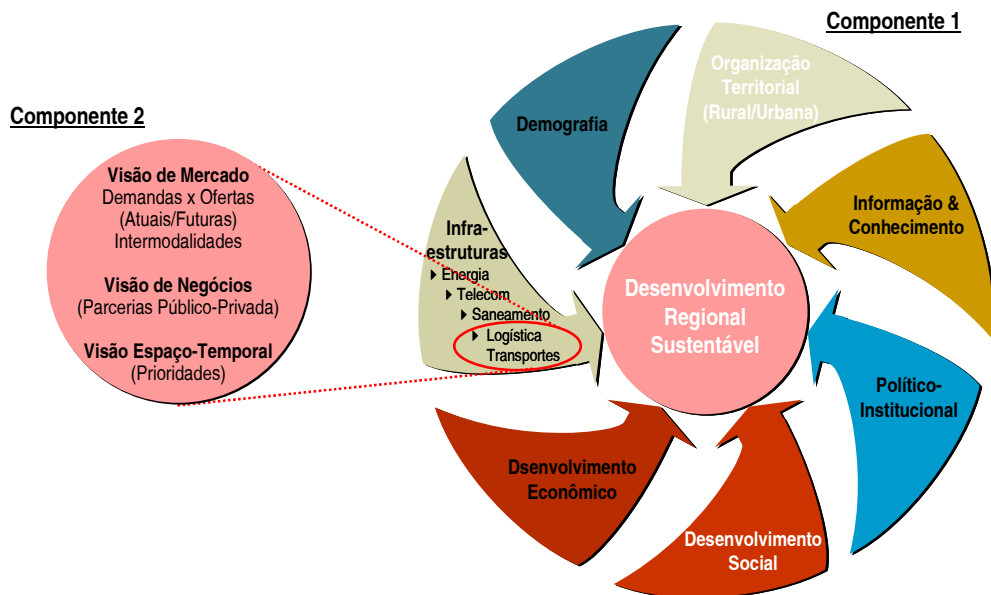 Componente 1
Componente 2
Visão de Mercado
Demandas x Ofertas
(Atuais/Futuras)
Intermodalidades
Visão de Negócios
(Parcerias Público-Privada)
Visão Espaço-Temporal
(Prioridades)
Organização
Territorial
(Rural/Urbana)
Demografia
Informação &
Conhecimento
Infra-
estruturas
Energia
Telecom
Saneamento
Logística
Transportes
Desenvolvimento
Regional
Sustentável
Político-
Institucional
Dsenvolvimento
Econômico
Desenvolvimento
Social